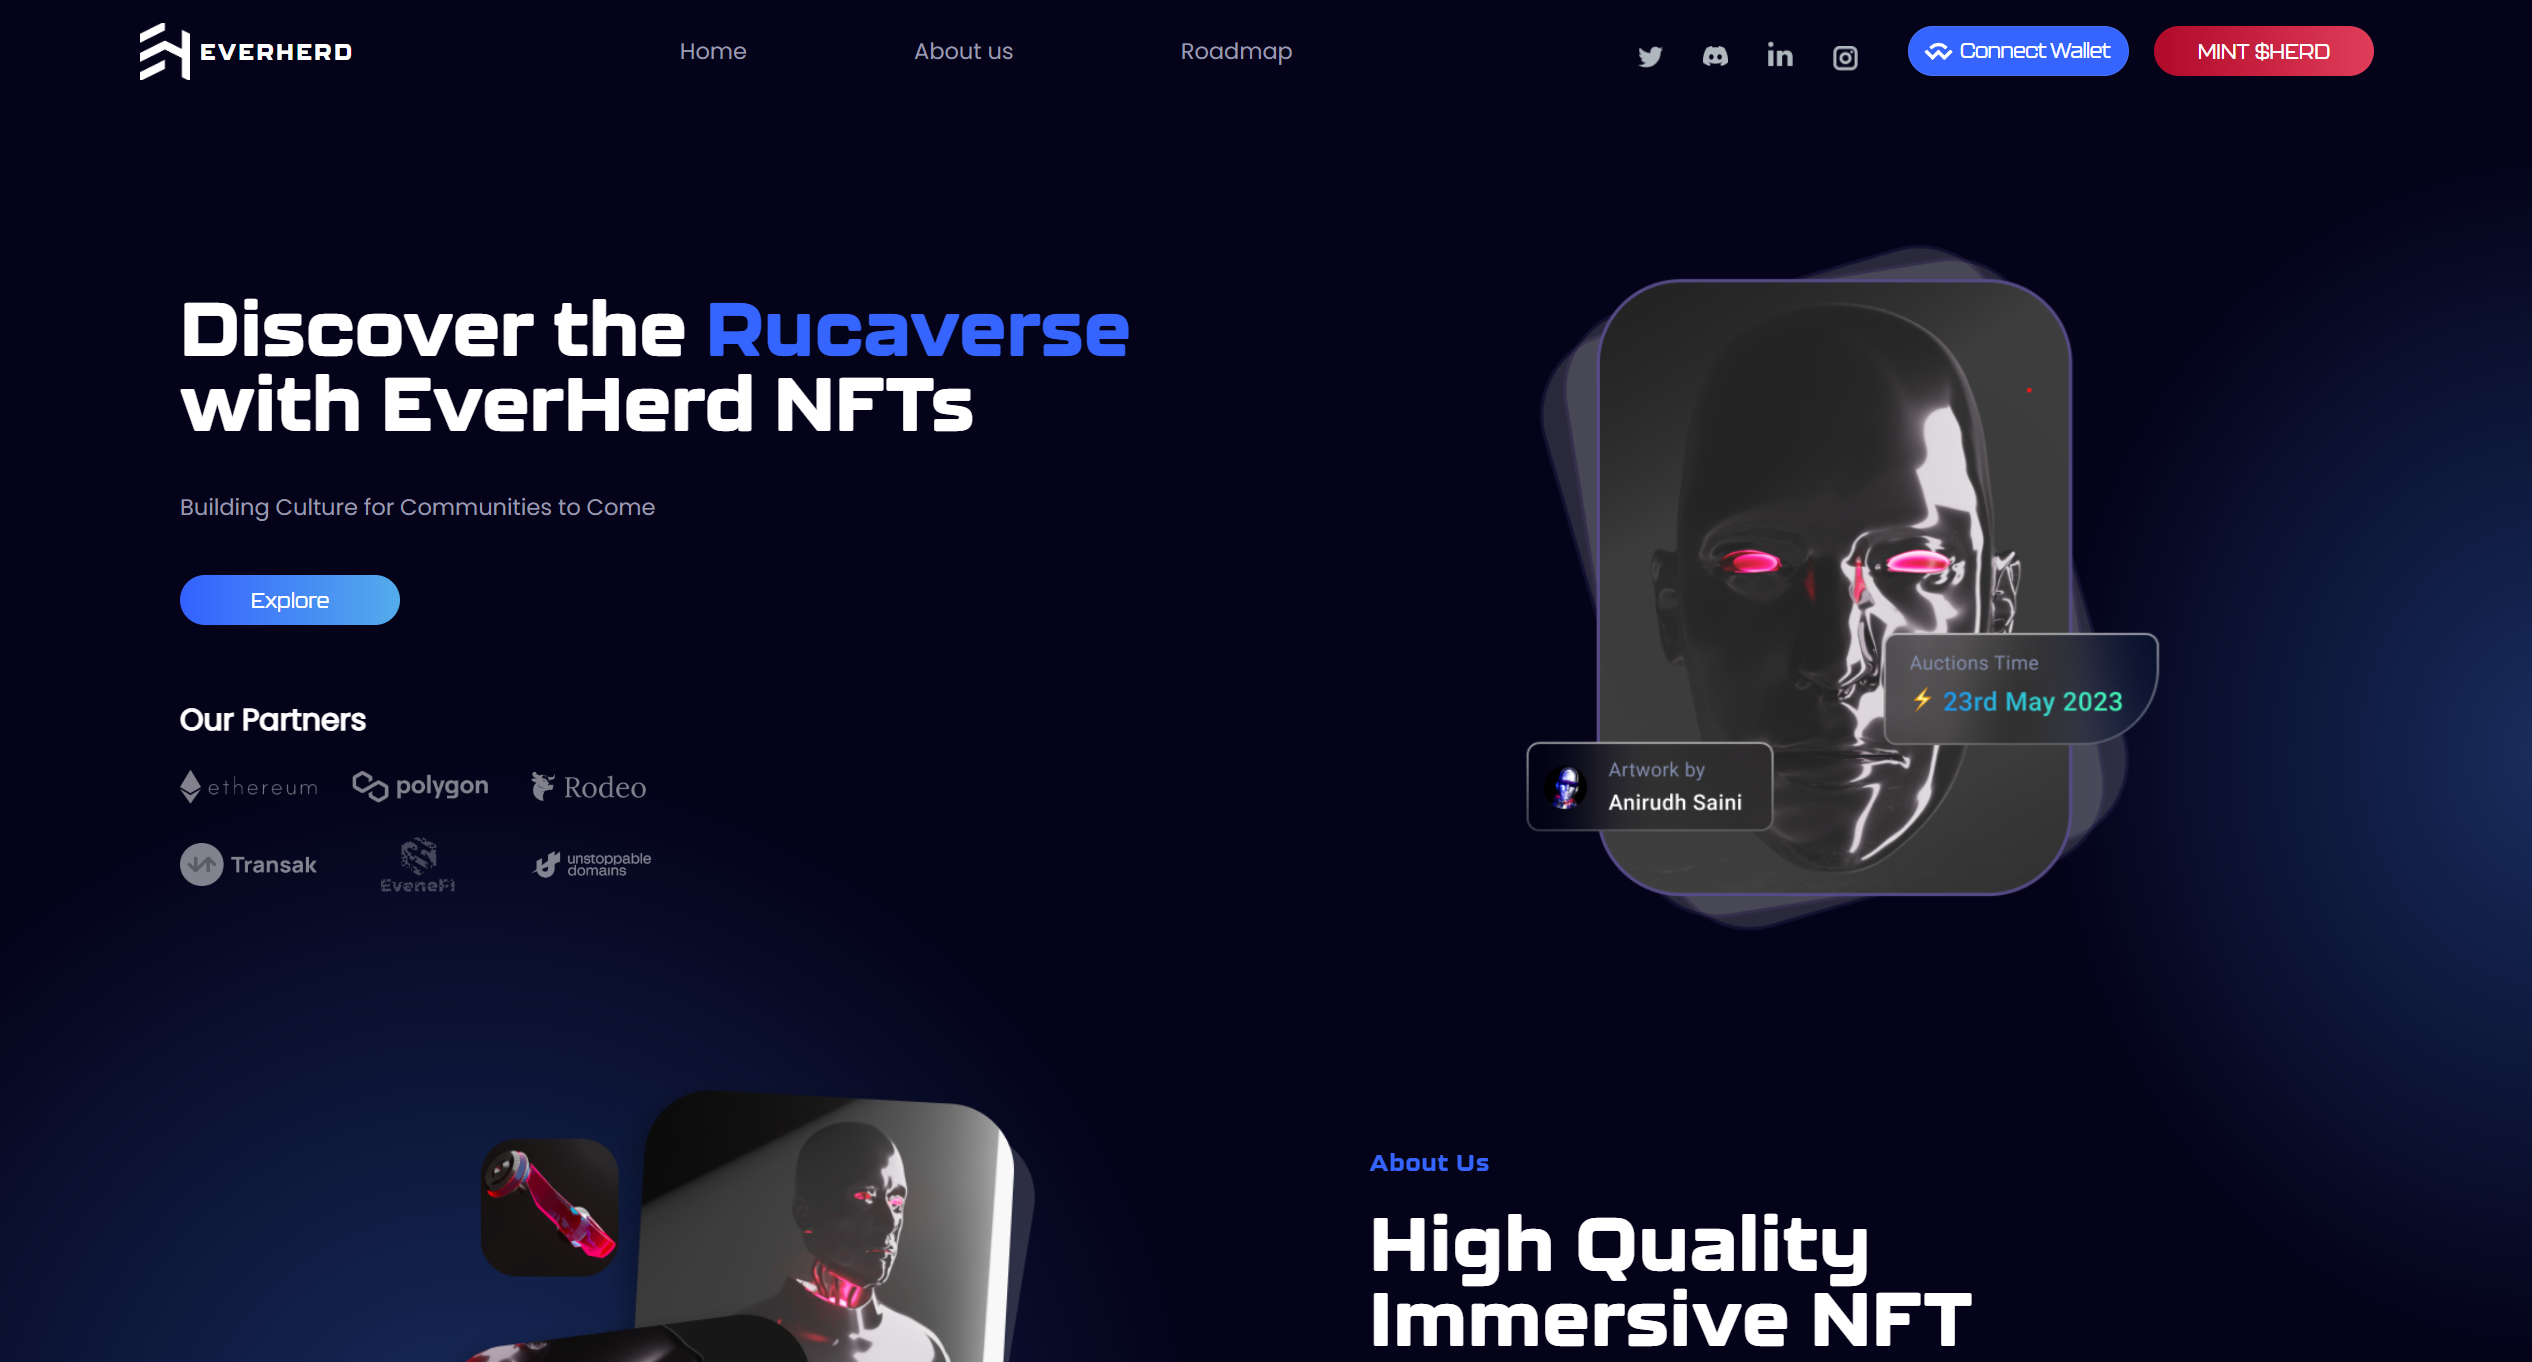 EVERHERD
Home
About us
Roadmap
Connect Wallet
MINT $HERD
Discover the Rucaverse
with EverHerd NFTs
Building Culture for Communities to Come
Explore
Our Partners
ethereum
polygon
Rodeo
Transak
EveneFi
unstoppable
domains
Auctions Time
⚡ 23rd May 2023
Artwork by
Anirudh Saini
About Us
High Quality
Immersive NFT